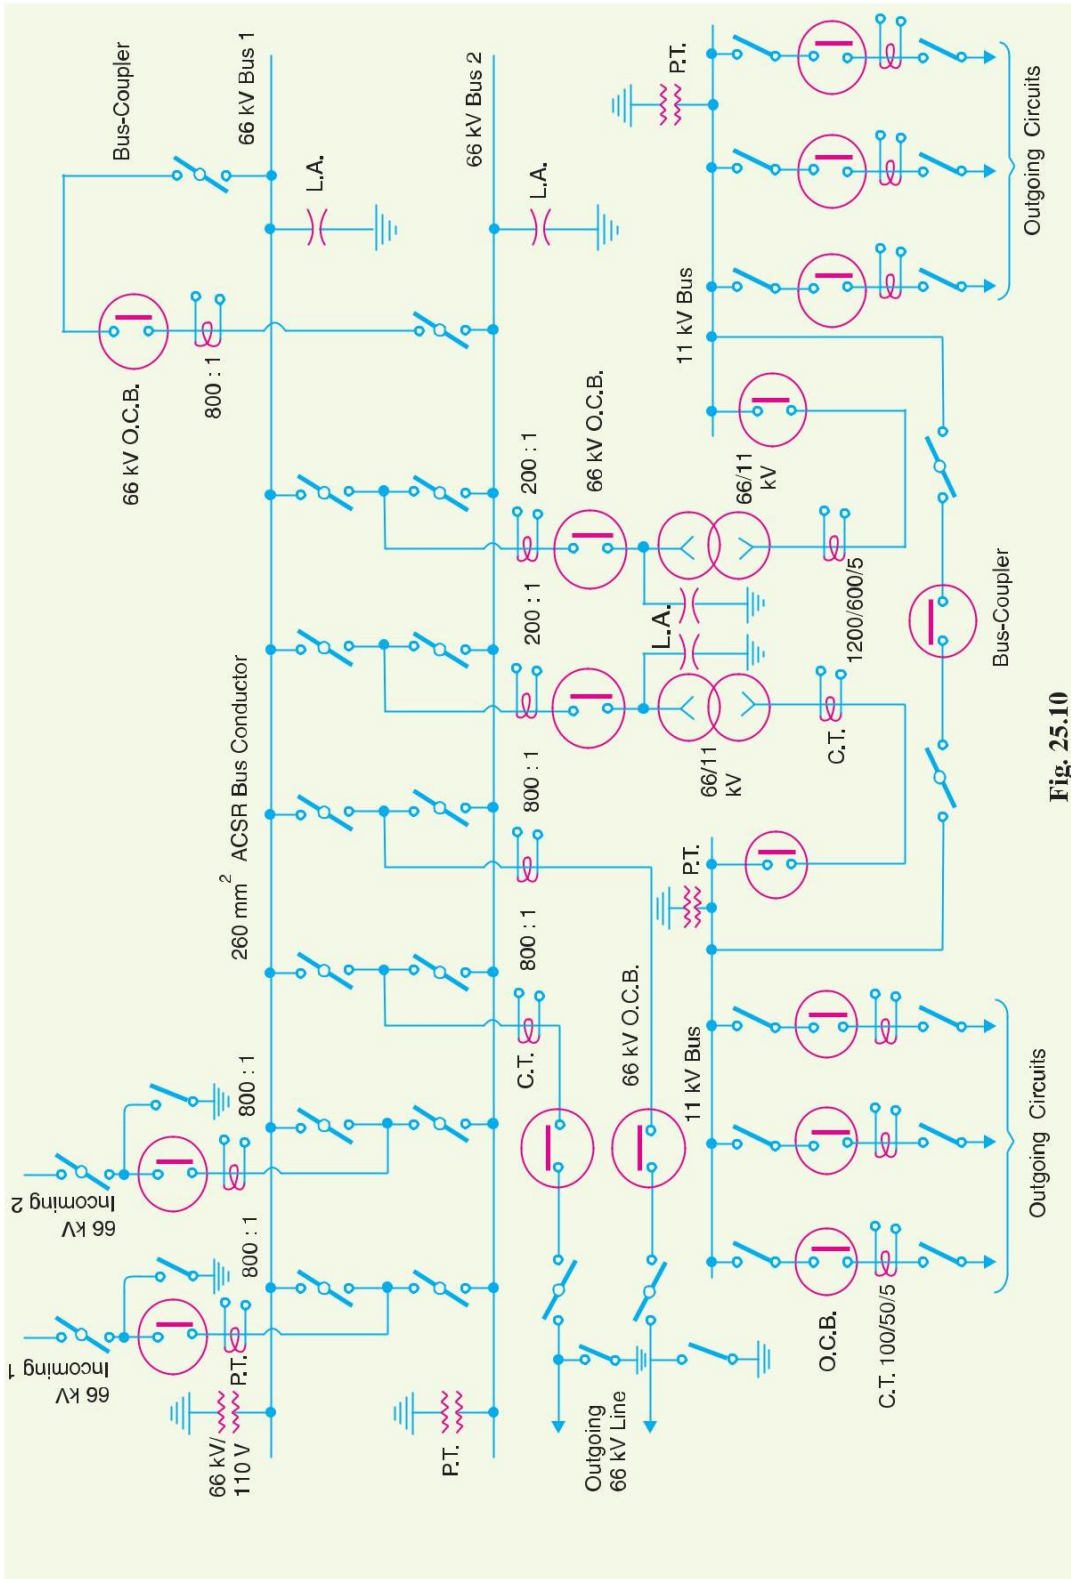 66 kV
Incoming 1
66 kV
Incoming 2
800 : 1
800 : 1
66 kV/
110 V
P.T.
P.T.
260 mm² ACSR Bus Conductor
66 kV O.C.B.
800 : 1
Bus-Coupler
66 kV Bus 1
L.A.
66 kV Bus 2
L.A.
C.T.
800 : 1
800 : 1
200 : 1
200 : 1
66 kV O.C.B.
66 kV O.C.B.
Outgoing
66 kV Line
L.A.
66/11
kV
66/11
kV
C.T.
1200/600/5
11 kV Bus
P.T.
11 kV Bus
P.T.
O.C.B.
C.T. 100/50/5
Outgoing Circuits
Bus-Coupler
Outgoing Circuits
Fig. 25.10